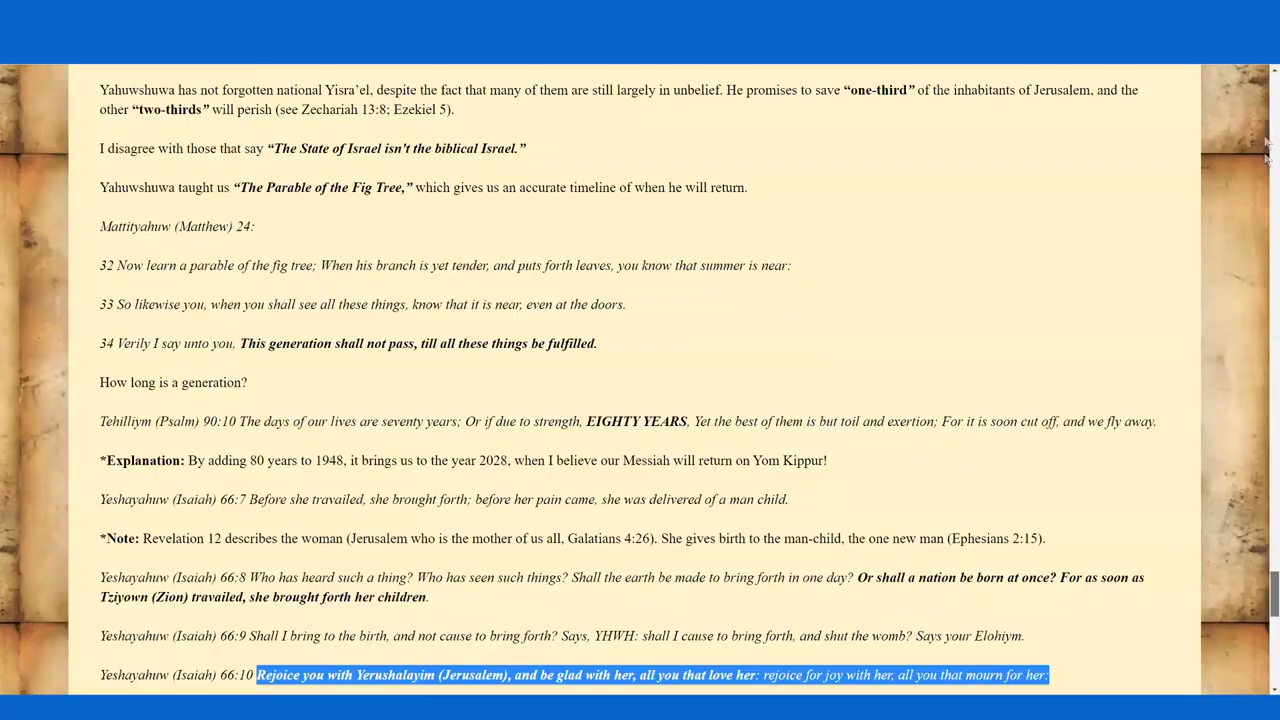 Yahuwshuwa has not forgotten national Yisra’el, despite the fact that many of them are still largely in unbelief. He promises to save “one-third” of the inhabitants of Jerusalem, and the
other “two-thirds” will perish (see Zechariah 13:8; Ezekiel 5).
I disagree with those that say “The State of Israel isn't the biblical Israel.”
Yahuwshuwa taught us “The Parable of the Fig Tree,” which gives us an accurate timeline of when he will return.
Mattityahuw (Matthew) 24:
32 Now learn a parable of the fig tree; When his branch is yet tender, and puts forth leaves, you know that summer is near:
33 So likewise you, when you shall see all these things, know that it is near, even at the doors.
34 Verily I say unto you, This generation shall not pass, till all these things be fulfilled.
How long is a generation?
Tehilliym (Psalm) 90:10 The days of our lives are seventy years; Or if due to strength, EIGHTY YEARS, Yet the best of them is but toil and exertion; For it is soon cut off, and we fly away.
*Explanation: By adding 80 years to 1948, it brings us to the year 2028, when I believe our Messiah will return on Yom Kippur!
Yeshayahuw (Isaiah) 66:7 Before she travailed, she brought forth; before her pain came, she was delivered of a man child.
*Note: Revelation 12 describes the woman (Jerusalem who is the mother of us all, Galatians 4:26). She gives birth to the man-child, the one new man (Ephesians 2:15).
Yeshayahuw (Isaiah) 66:8 Who has heard such a thing? Who has seen such things? Shall the earth be made to bring forth in one day? Or shall a nation be born at once? For as soon as
Tziyown (Zion) travailed, she brought forth her children.
Yeshayahuw (Isaiah) 66:9 Shall I bring to the birth, and not cause to bring forth? Says, YHWH: shall I cause to bring forth, and shut the womb? Says your Elohiym.
Yeshayahuw (Isaiah) 66:10 Rejoice you with Yerushalayim (Jerusalem), and be glad with her, all you that love her: rejoice for joy with her, all you that mourn for her: